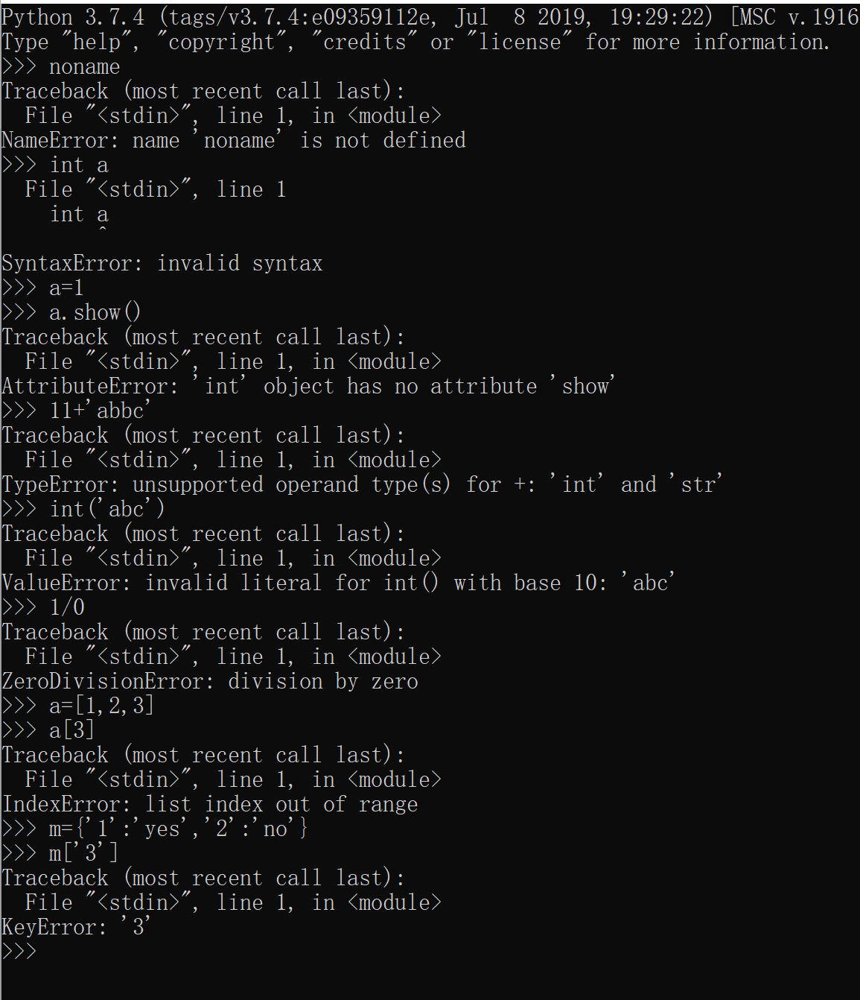 Python 3.7.4 (tags/v3.7.4:e09359112e, Jul  8 2019, 19:29:22) [MSC v.1916
Type "help", "copyright", "credits" or "license" for more information.
>>> noname
Traceback (most recent call last):
  File "<stdin>", line 1, in <module>
NameError: name 'noname' is not defined
>>> int a
  File "<stdin>", line 1
    int a
        ^
SyntaxError: invalid syntax
>>> a=1
>>> a.show()
Traceback (most recent call last):
  File "<stdin>", line 1, in <module>
AttributeError: 'int' object has no attribute 'show'
>>> 11+'abbc'
Traceback (most recent call last):
  File "<stdin>", line 1, in <module>
TypeError: unsupported operand type(s) for +: 'int' and 'str'
>>> int('abc')
Traceback (most recent call last):
  File "<stdin>", line 1, in <module>
ValueError: invalid literal for int() with base 10: 'abc'
>>> 1/0
Traceback (most recent call last):
  File "<stdin>", line 1, in <module>
ZeroDivisionError: division by zero
>>> a=[1,2,3]
>>> a[3]
Traceback (most recent call last):
  File "<stdin>", line 1, in <module>
IndexError: list index out of range
>>> m={'1':'yes','2':'no'}
>>> m['3']
Traceback (most recent call last):
  File "<stdin>", line 1, in <module>
KeyError: '3'
>>>